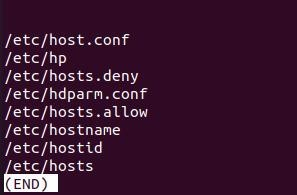 /etc/host.conf
/etc/hp
/etc/hosts.deny
/etc/hdparm.conf
/etc/hosts.allow
/etc/hostname
/etc/hostid
/etc/hosts
(END)